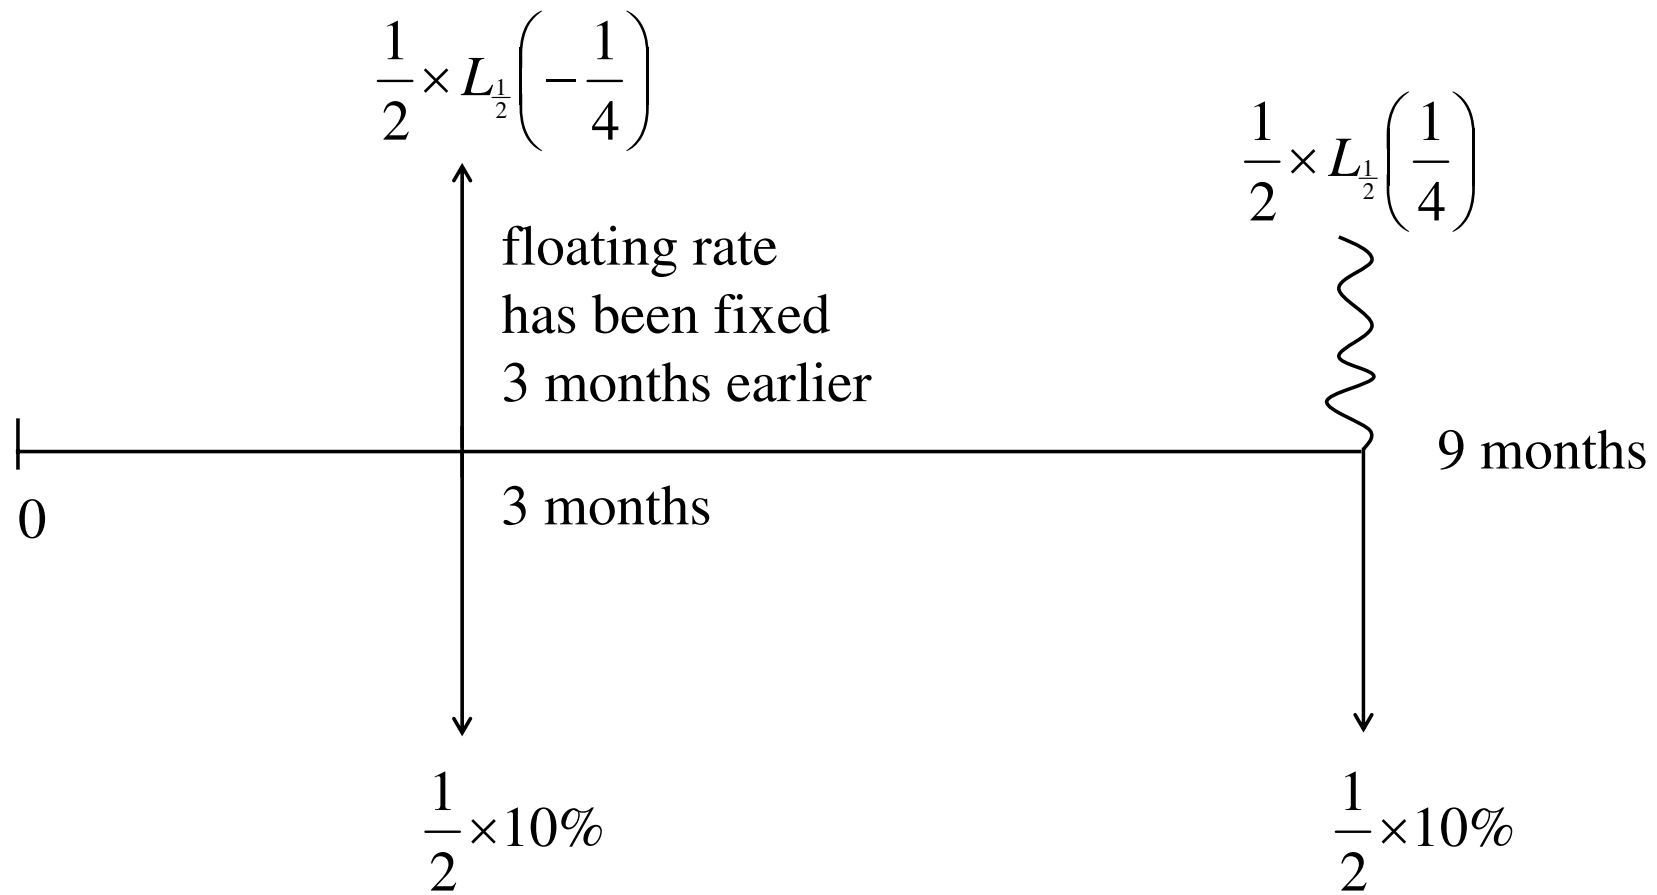 1/2 × L_{1/2}(−1/4)
1/2 × L_{1/2}(1/4)
floating rate
has been fixed
3 months earlier
9 months
0
3 months
1/2 ×10%
1/2 ×10%